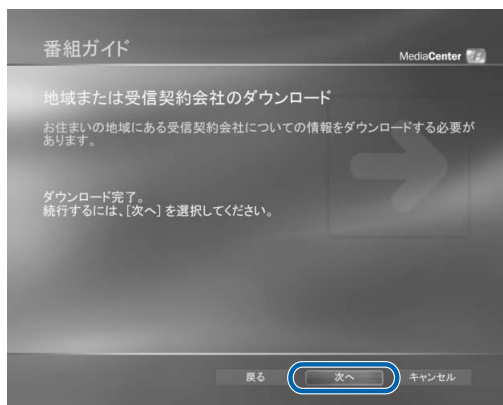 番組ガイド
MediaCenter
地域または受信契約会社のダウンロード
お住まいの地域にある受信契約会社についての情報をダウンロードする必要が
あります。
ダウンロード完了。
続行するには、[次へ] を選択してください。
戻る
次へ
キャンセル